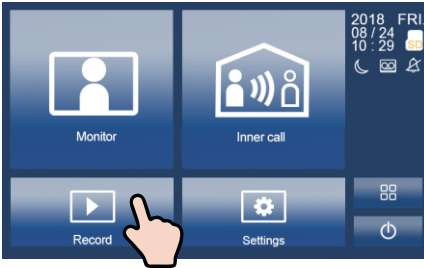 2018 FRI.
08 / 24
10 : 29 SD
Monitor
Inner call
Record
Settings